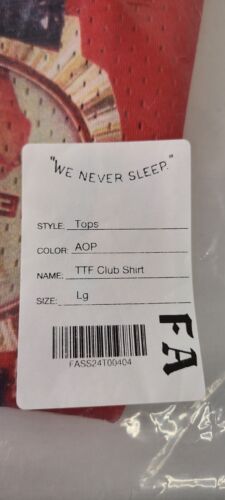 "WE NEVER SLEEP."
STYLE: Tops
COLOR: AOP
NAME: TTF Club Shirt
SIZE: Lg
FA
FASS24T00404